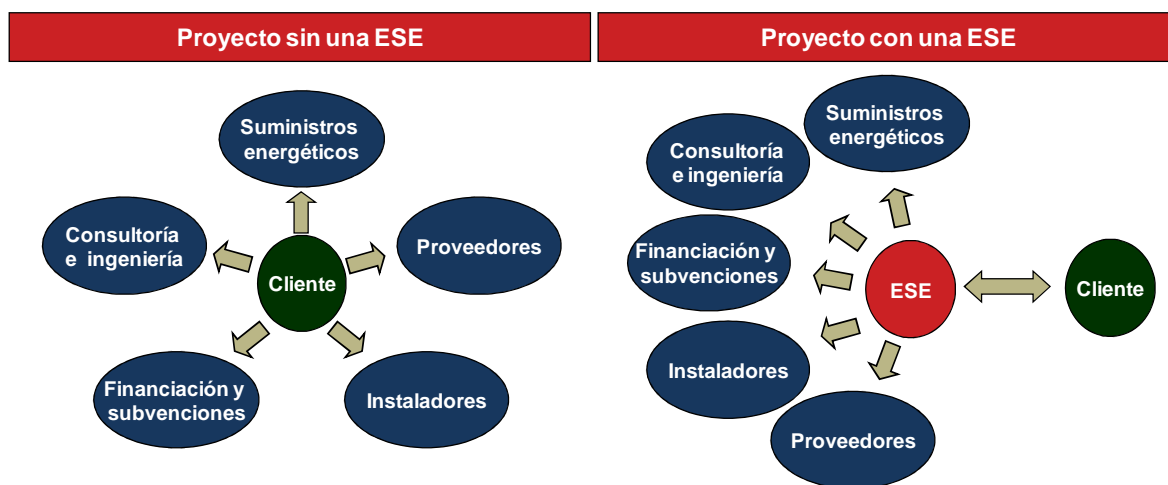 Proyecto sin una ESE
Suministros
energéticos
Consultoría
e ingeniería
Proveedores
Cliente
Financiación y
subvenciones
Instaladores
Proyecto con una ESE
Suministros
energéticos
Consultoría
e ingeniería
Financiación y
subvenciones
ESE
Cliente
Instaladores
Proveedores